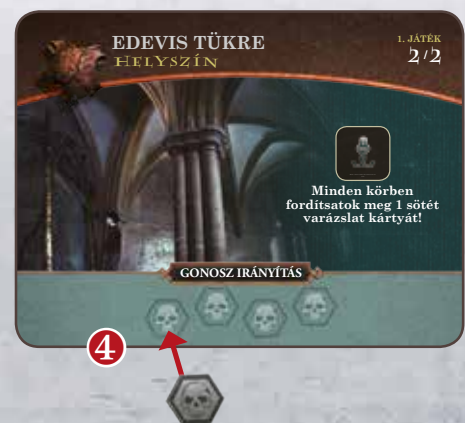 EDEVIS TÜKRE
HELYSZÍN
1. JÁTÉK
2/2
Minden körben
fordítsatok meg 1 sötét
varázslat kártyát!
GONOSZ IRÁNYÍTÁS
4